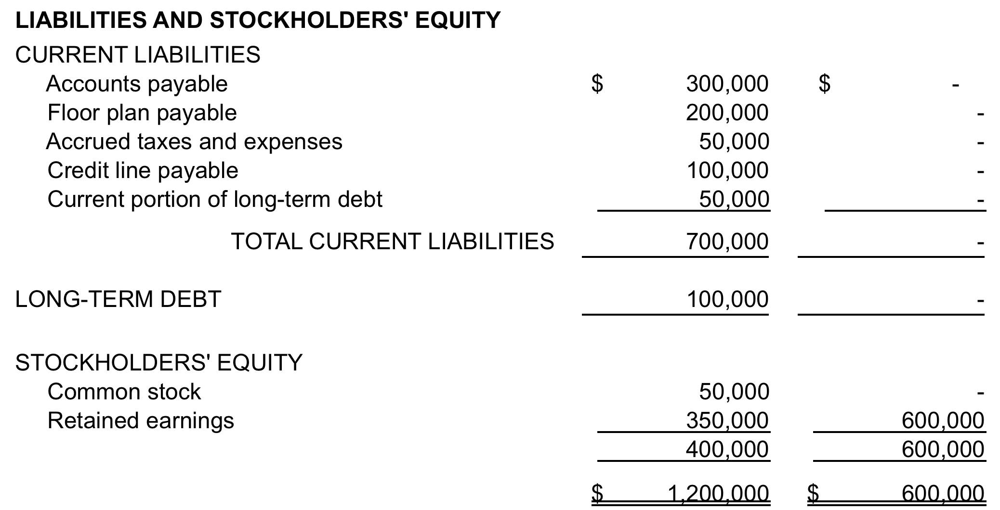 LIABILITIES AND STOCKHOLDERS' EQUITY
CURRENT LIABILITIES
Accounts payable $ 300,000 $ -
Floor plan payable 200,000 -
Accrued taxes and expenses 50,000 -
Credit line payable 100,000 -
Current portion of long-term debt 50,000 -
TOTAL CURRENT LIABILITIES 700,000 -
LONG-TERM DEBT 100,000 -
STOCKHOLDERS' EQUITY
Common stock 50,000 -
Retained earnings 350,000 600,000
400,000 600,000
$ 1,200,000 $ 600,000